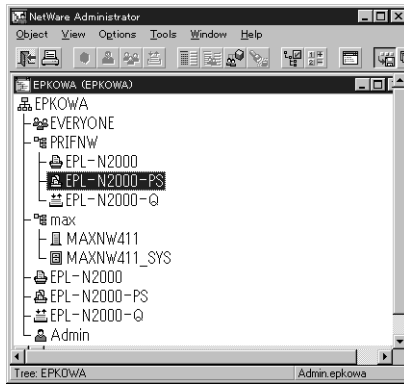 NetWare Administrator
Object View Options Tools Window Help
EPKOWA (EPKOWA)
EPKOWA
EVERYONE
PRIFNW
EPL-N2000
EPL-N2000-PS
EPL-N2000-Q
max
MAXNW411
MAXNW411_SYS
EPL-N2000
EPL-N2000-PS
EPL-N2000-Q
Admin
Tree: EPKOWA Admin.epkowa